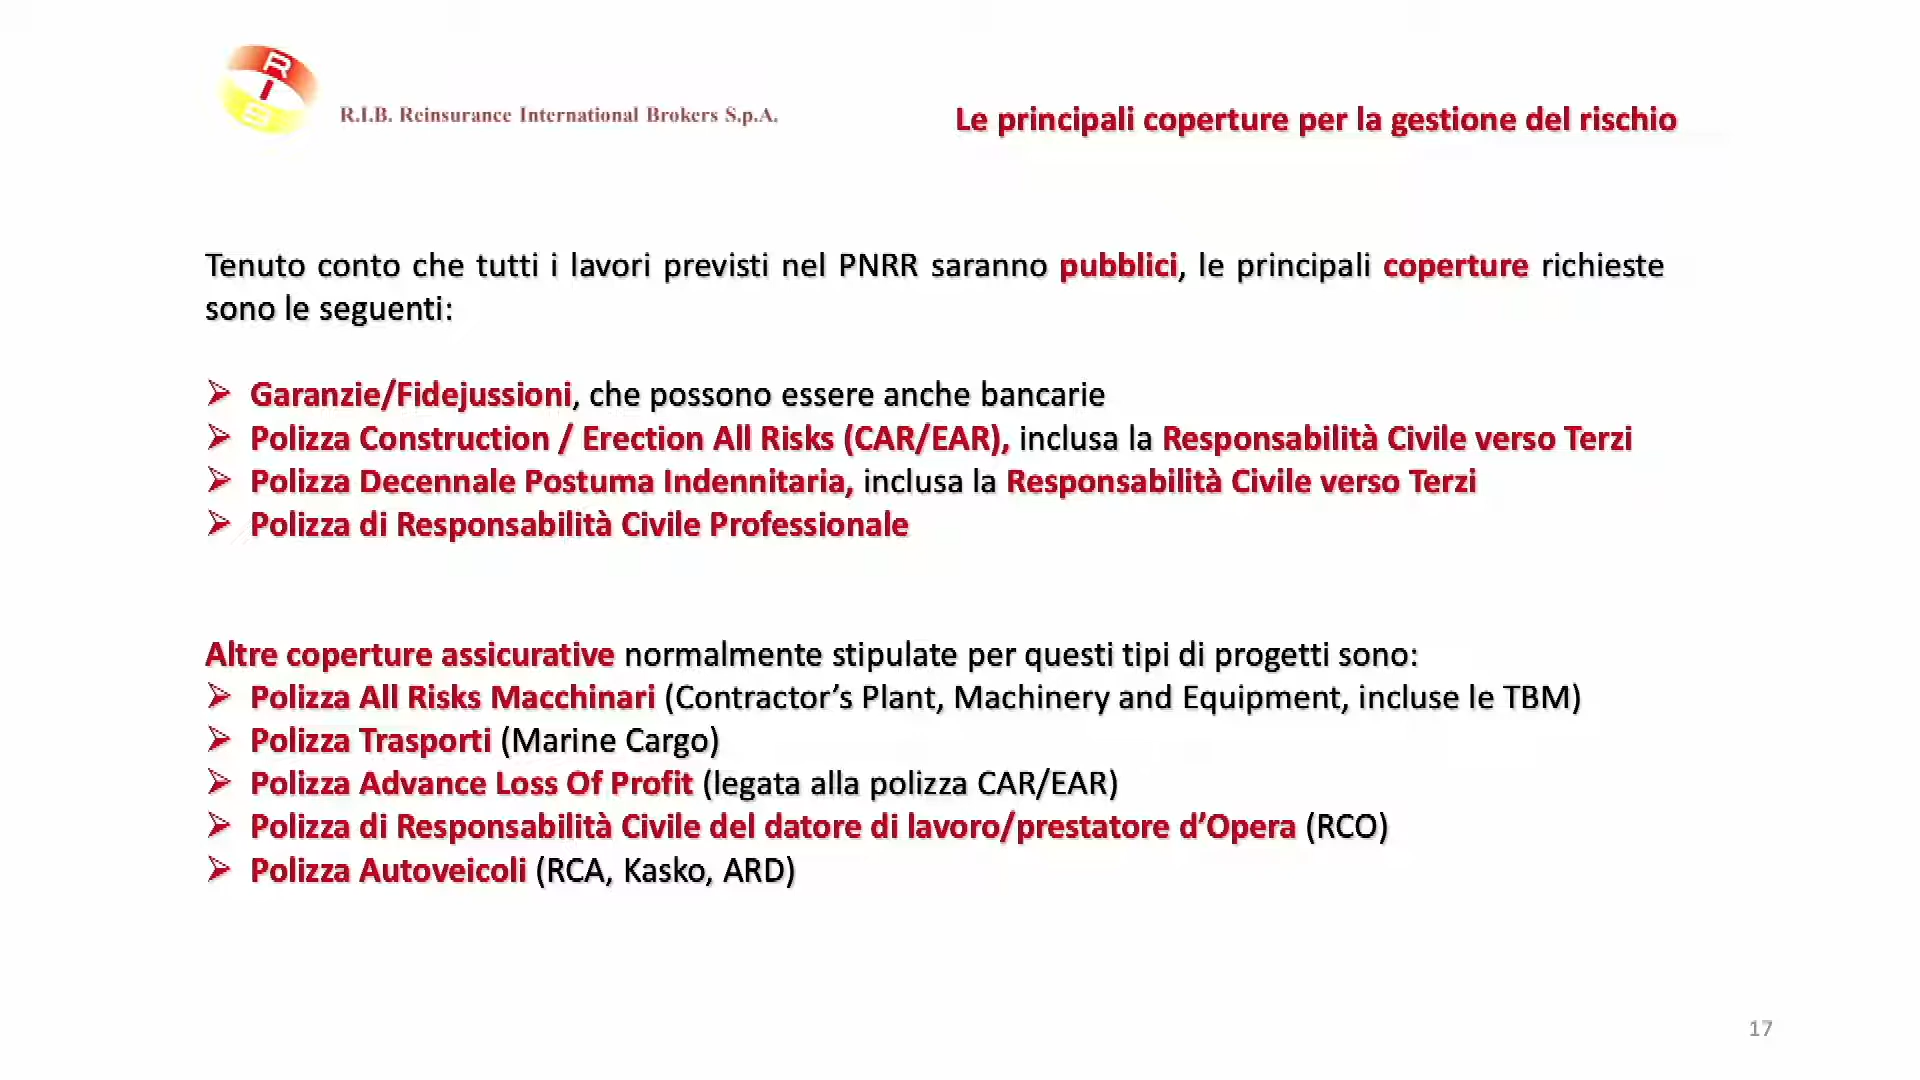 RIB
R.I.B. Reinsurance International Brokers S.p.A.
Le principali coperture per la gestione del rischio
Tenuto conto che tutti i lavori previsti nel PNRR saranno pubblici, le principali coperture richieste
sono le seguenti:
➢ Garanzie/Fidejussioni, che possono essere anche bancarie
➢ Polizza Construction / Erection All Risks (CAR/EAR), inclusa la Responsabilità Civile verso Terzi
➢ Polizza Decennale Postuma Indennitaria, inclusa la Responsabilità Civile verso Terzi
➢ Polizza di Responsabilità Civile Professionale
Altre coperture assicurative normalmente stipulate per questi tipi di progetti sono:
➢ Polizza All Risks Macchinari (Contractor’s Plant, Machinery and Equipment, incluse le TBM)
➢ Polizza Trasporti (Marine Cargo)
➢ Polizza Advance Loss Of Profit (legata alla polizza CAR/EAR)
➢ Polizza di Responsabilità Civile del datore di lavoro/prestatore d’Opera (RCO)
➢ Polizza Autoveicoli (RCA, Kasko, ARD)
17